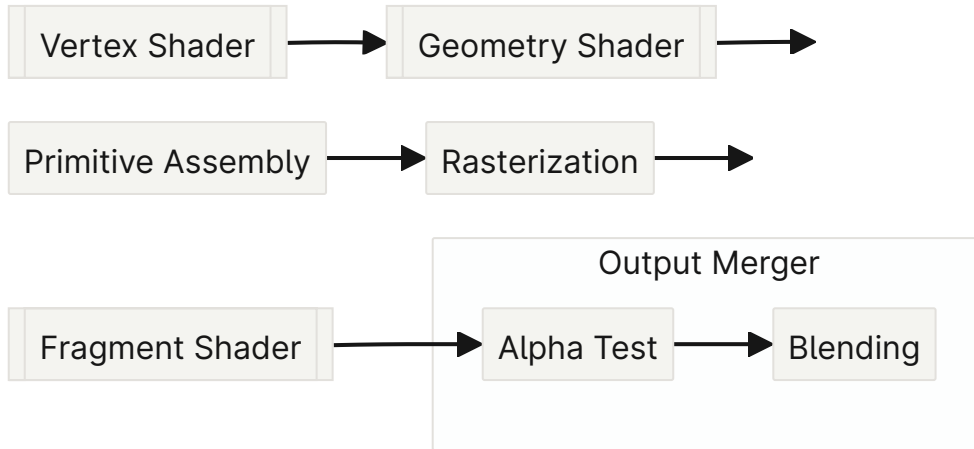 Vertex Shader
Geometry Shader
Primitive Assembly
Rasterization
Output Merger
Fragment Shader
Alpha Test
Blending